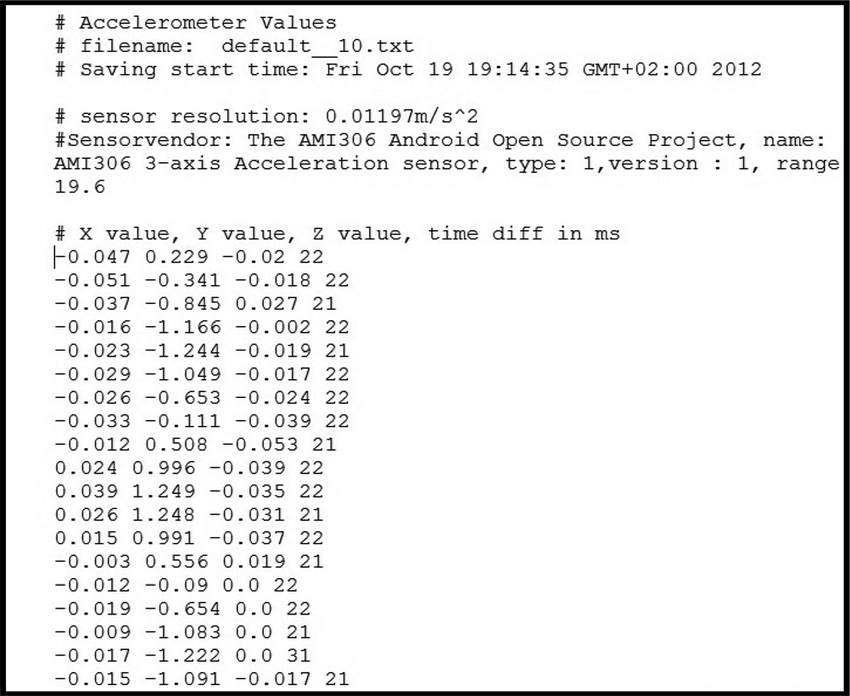 # Accelerometer Values
# filename:  default__10.txt
# Saving start time: Fri Oct 19 19:14:35 GMT+02:00 2012
# sensor resolution: 0.01197m/s^2
#Sensorvendor: The AMI306 Android Open Source Project, name:
AMI306 3-axis Acceleration sensor, type: 1,version : 1, range
19.6
# X value, Y value, Z value, time diff in ms
-0.047 0.229 -0.02 22
-0.051 -0.341 -0.018 22
-0.037 -0.845 0.027 21
-0.016 -1.166 -0.002 22
-0.023 -1.244 -0.019 21
-0.029 -1.049 -0.017 22
-0.026 -0.653 -0.024 22
-0.033 -0.111 -0.039 22
-0.012 0.508 -0.053 21
0.024 0.996 -0.039 22
0.039 1.249 -0.035 22
0.026 1.248 -0.031 21
0.015 0.991 -0.037 22
-0.003 0.556 0.019 21
-0.012 -0.09 0.0 22
-0.019 -0.654 0.0 22
-0.009 -1.083 0.0 21
-0.017 -1.222 0.0 31
-0.015 -1.091 -0.017 21